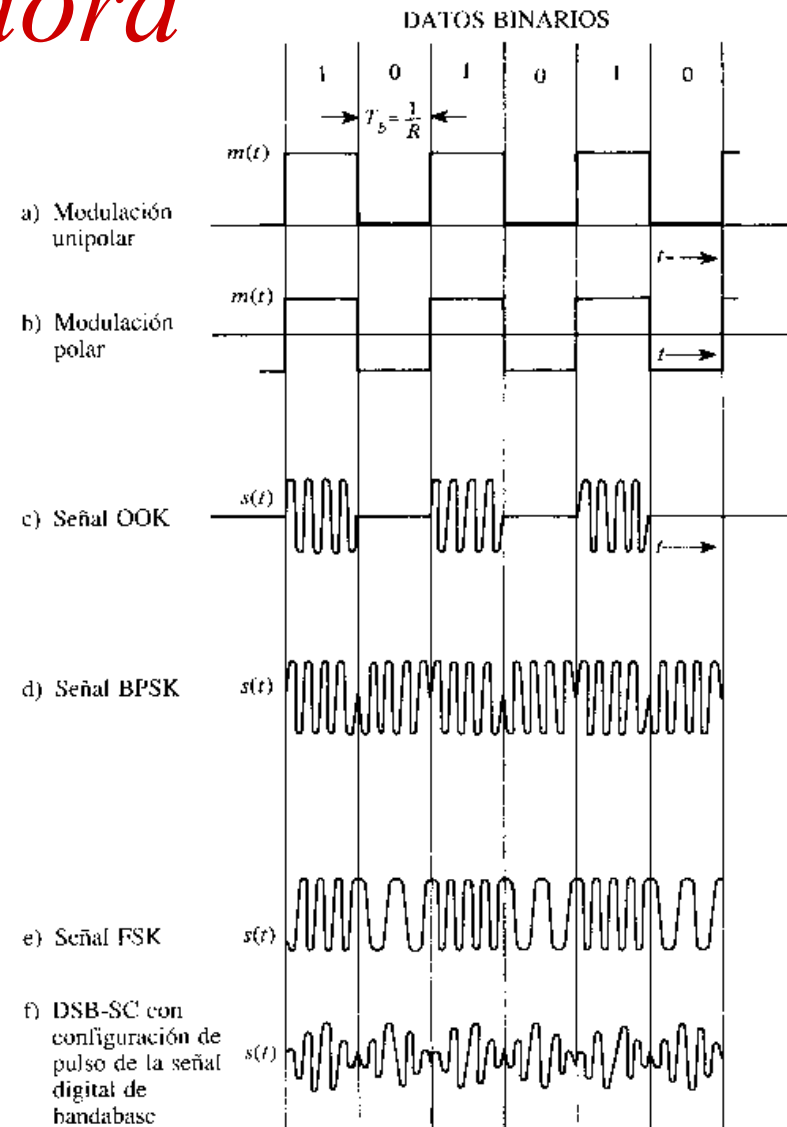 DATOS BINARIOS
1 0 1 0 1 0
T_b = 1/R
m(t)
a) Modulación
unipolar
t
m(t)
b) Modulación
polar
t
s(t)
c) Señal OOK
t
d) Señal BPSK s(t)
e) Señal FSK s(t)
f) DSB-SC con
configuración de
pulso de la señal s(t)
digital de
bandabase